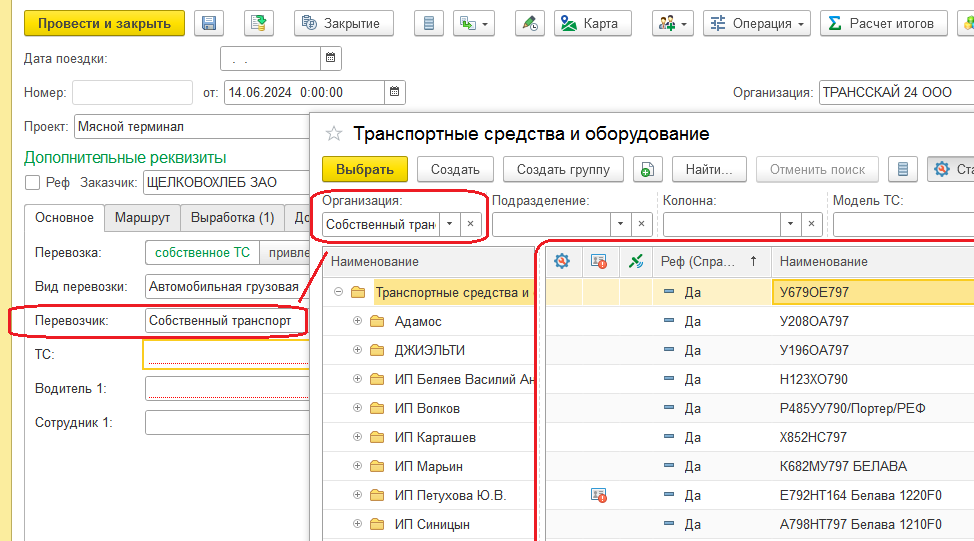 Провести и закрыть Закрытие Карта Операция Расчет итогов
Дата поездки: . .
Номер: от: 14.06.2024 0:00:00 Организация: ТРАНССКАЙ 24 ООО
Проект: Мясной терминал
Дополнительные реквизиты
Реф Заказчик: ЩЕЛКОВОХЛЕБ ЗАО
Основное Маршрут Выработка (1) До
Перевозка: собственное ТС привле
Вид перевозки: Автомобильная грузовая
Перевозчик: Собственный транспорт
ТС:
Водитель 1:
Сотрудник 1:
Транспортные средства и оборудование
Выбрать Создать Создать группу Найти... Отменить поиск Ста
Организация: Подразделение: Колонна: Модель ТС:
Собственный тран
Наименование Реф (Спра... ↑ Наименование
Транспортные средства и Да У679ОЕ797
Адамос Да У208ОА797
ДЖИЭЛЬТИ Да У196ОА797
ИП Беляев Василий Ан Да Н123ХО790
ИП Волков Да Р485УУ790/Портер/РЕФ
ИП Карташев Да Х852НС797
ИП Марьин Да К682МУ797 БЕЛАВА
ИП Петухова Ю.В. Да Е792НТ164 Белава 1220F0
ИП Синицын Да А798НТ797 Белава 1210F0